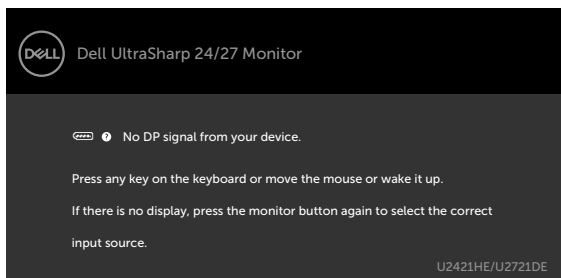 DELL
Dell UltraSharp 24/27 Monitor
? No DP signal from your device.
Press any key on the keyboard or move the mouse or wake it up.
If there is no display, press the monitor button again to select the correct
input source.
U2421HE/U2721DE